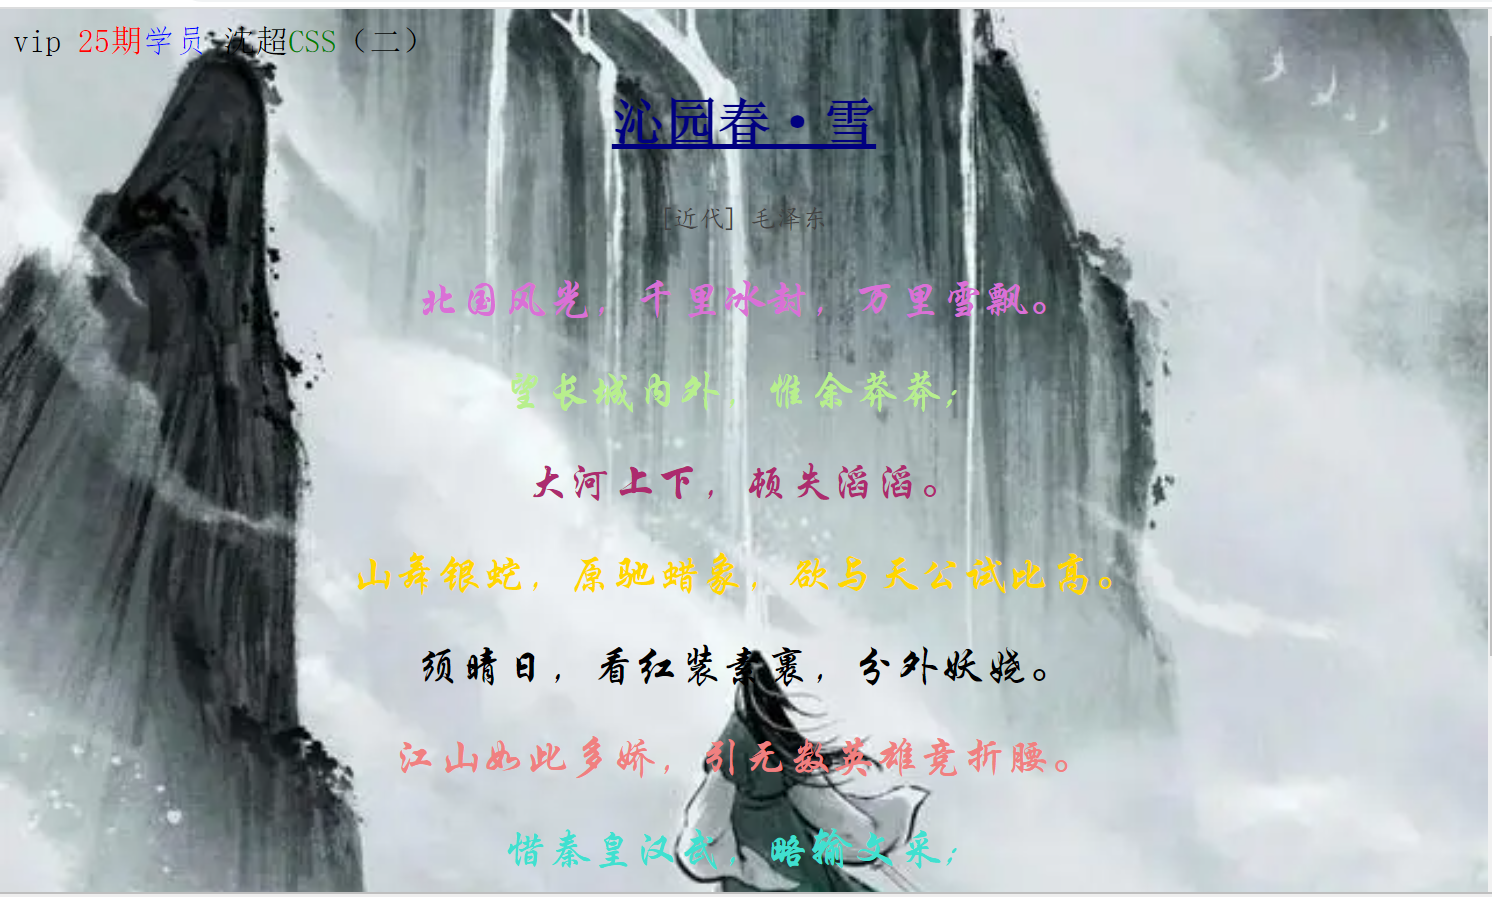 vip 25期学员 沈超CSS（二）
沁园春·雪
[近代] 毛泽东
北国风光，千里冰封，万里雪飘。
望长城内外，惟余莽莽；
大河上下，顿失滔滔。
山舞银蛇，原驰蜡象，欲与天公试比高。
须晴日，看红装素裹，分外妖娆。
江山如此多娇，引无数英雄竞折腰。
惜秦皇汉武，略输文采；